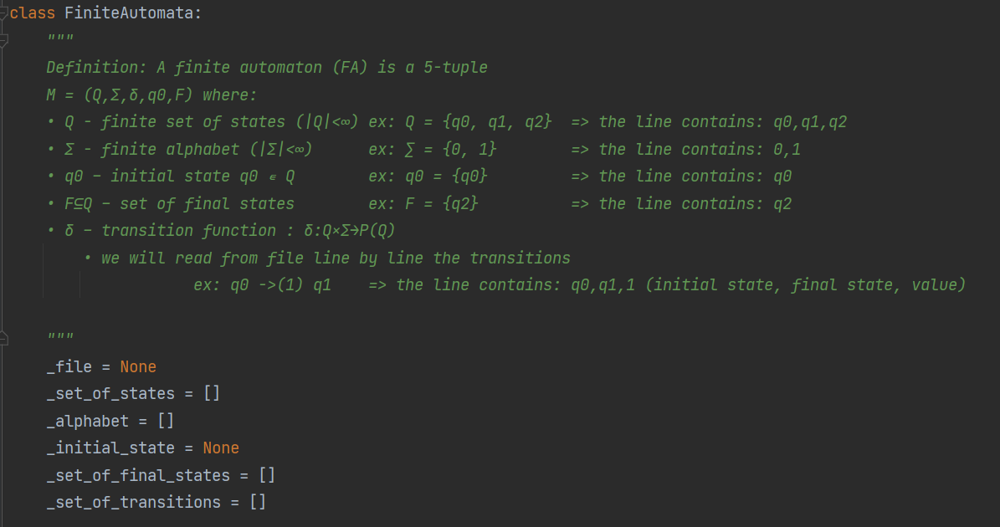 class FiniteAutomata:
"""
Definition: A finite automaton (FA) is a 5-tuple
M = (Q,Σ,δ,q0,F) where:
• Q - finite set of states (|Q|<∞) ex: Q = {q0, q1, q2} => the line contains: q0,q1,q2
• Σ - finite alphabet (|Σ|<∞) ex: ∑ = {0, 1} => the line contains: 0,1
• q0 – initial state q0 ∊ Q ex: q0 = {q0} => the line contains: q0
• F⊆Q – set of final states ex: F = {q2} => the line contains: q2
• δ – transition function : δ:Q×Σ→P(Q)
• we will read from file line by line the transitions
ex: q0 ->(1) q1 => the line contains: q0,q1,1 (initial state, final state, value)
"""
_file = None
_set_of_states = []
_alphabet = []
_initial_state = None
_set_of_final_states = []
_set_of_transitions = []